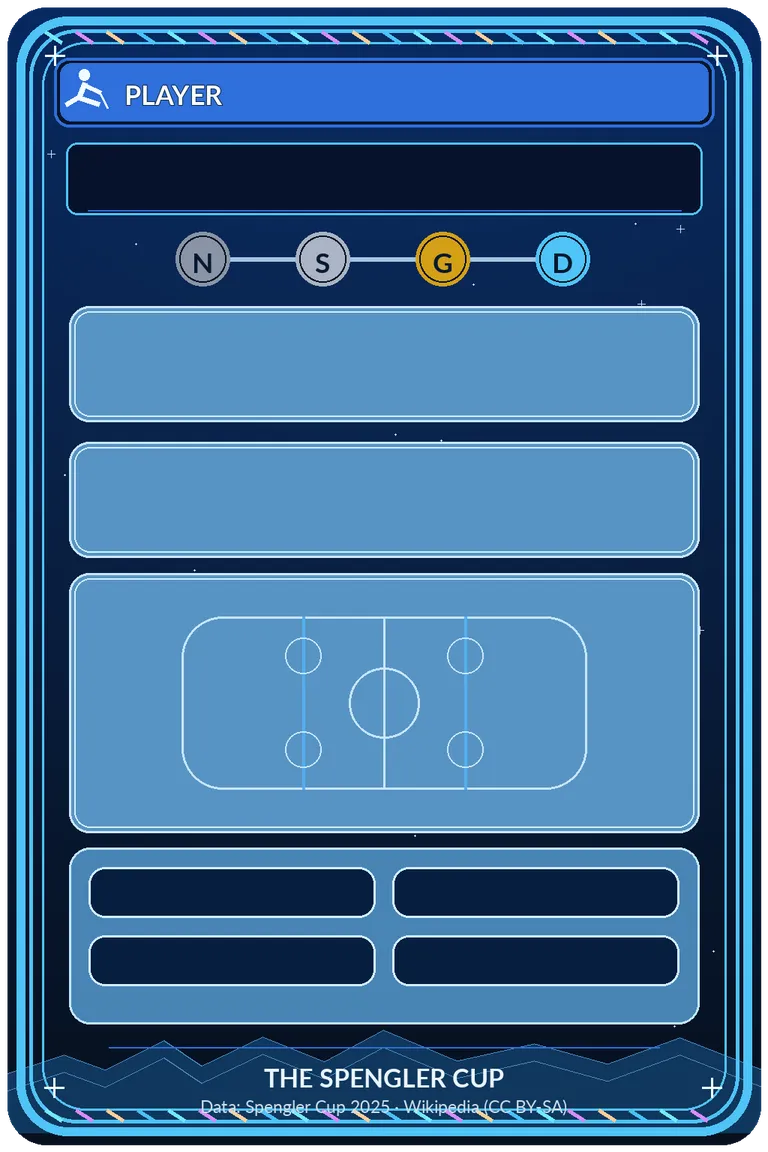 PLAYER
N S G D
THE SPENGLER CUP
Data: Spengler Cup 2025 · Wikipedia (CC BY-SA)